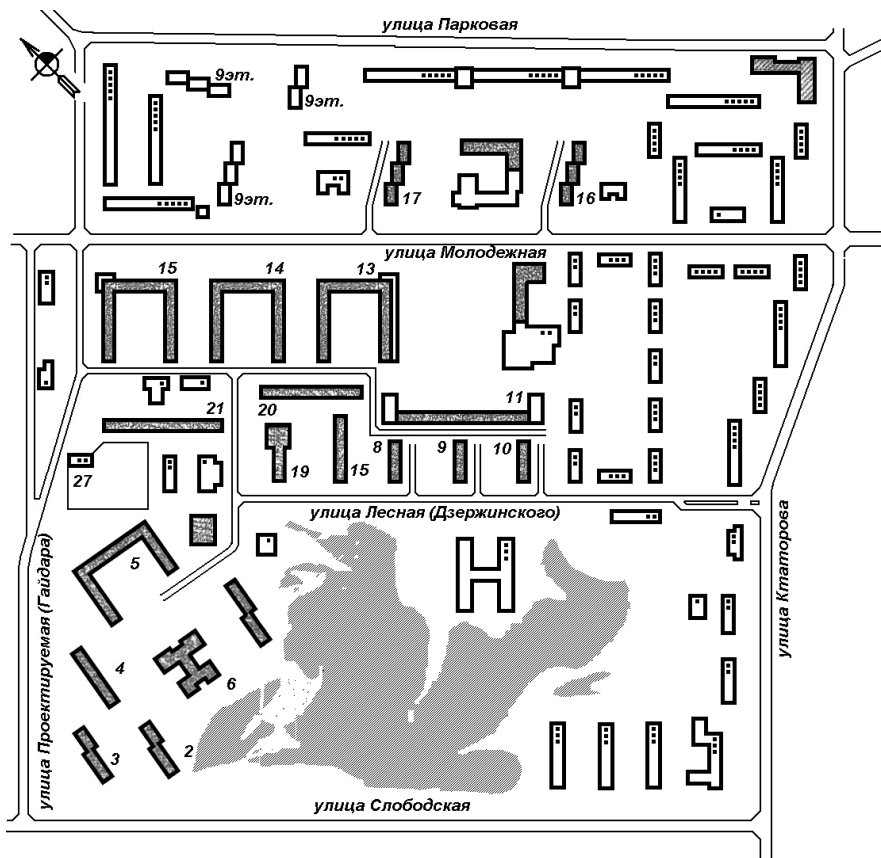 улица Парковая
9эт.
9эт.
9эт.
17
16
улица Молодежная
15
14
13
21
20
11
19
15
8
9
10
27
улица Лесная (Дзержинского)
5
4
6
3
2
улица Проектируемая (Гайдара)
улица Кташорова
улица Слободская